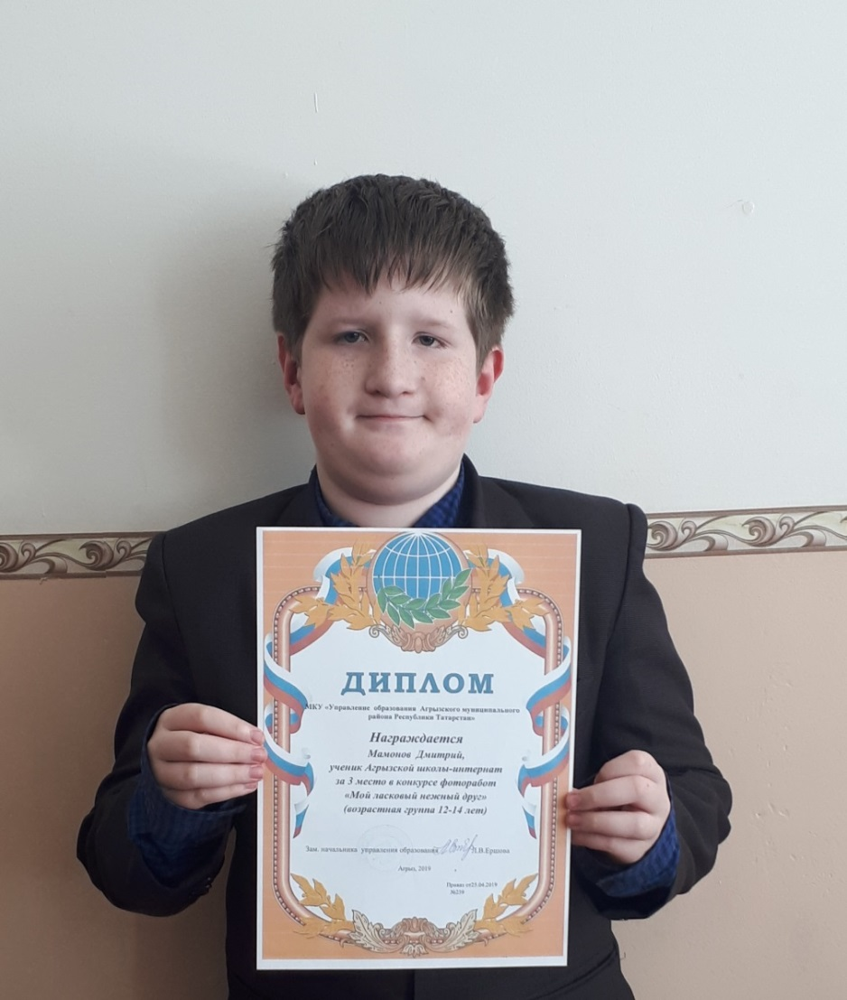 ДИПЛОМ
МКУ «Управление образования Агрызского муниципального
района Республики Татарстан»
Награждается
Мамонов Дмитрий,
ученик Агрызской школы-интернат
за 3 место в конкурсе фоторабот
«Мой ласковый нежный друг»
(возрастная группа 12-14 лет)
Зам. начальника управления образования Л.В.Ершова
Агрыз, 2019
Приказ от25.04.2019
№239